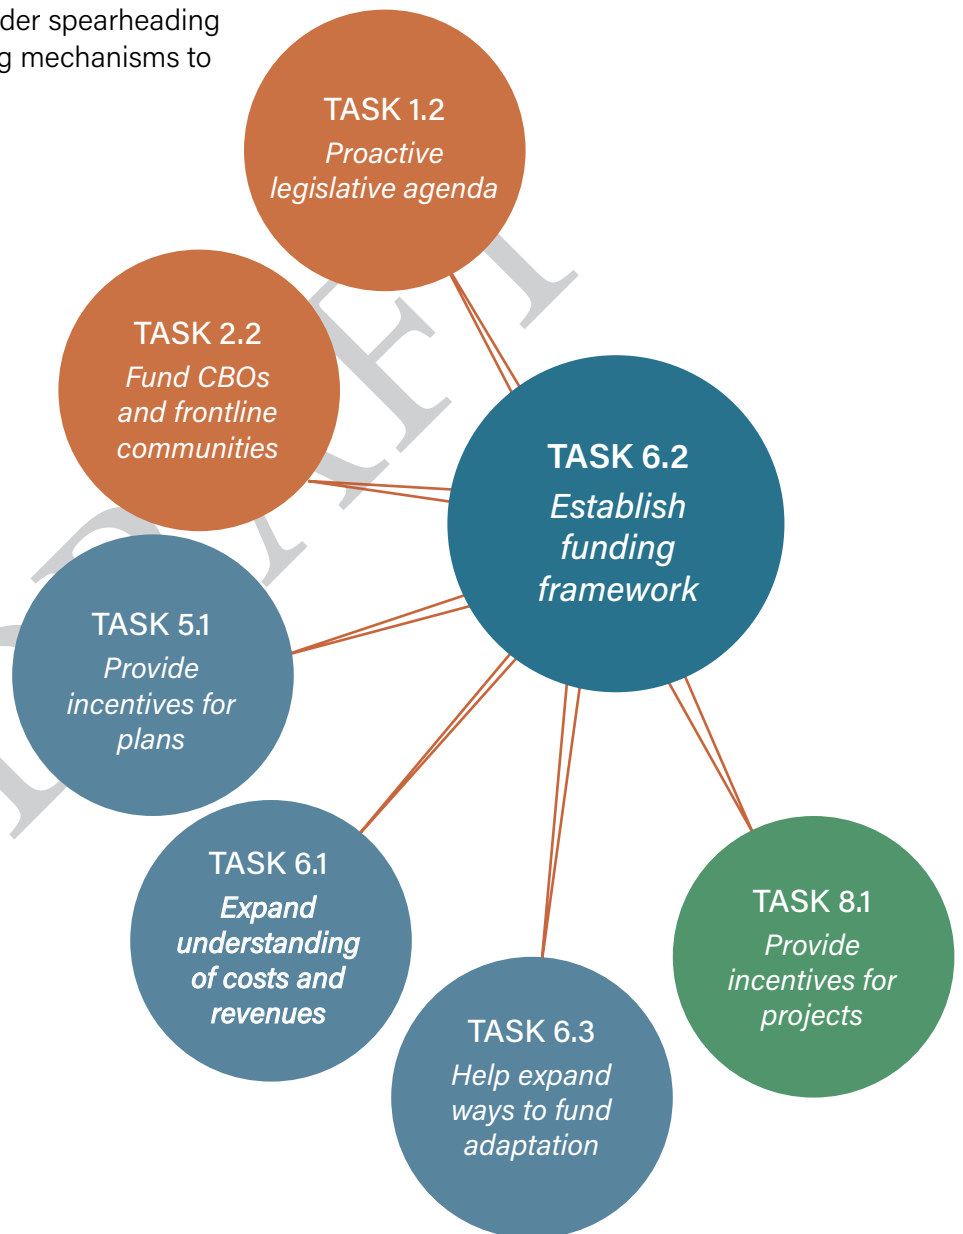 der spearheading
g mechanisms to
TASK 1.2
Proactive
legislative agenda
TASK 2.2
Fund CBOs
and frontline
communities
TASK 6.2
Establish
funding
framework
TASK 5.1
Provide
incentives for
plans
TASK 6.1
Expand
understanding
of costs and
revenues
TASK 8.1
Provide
incentives for
projects
TASK 6.3
Help expand
ways to fund
adaptation
DRAFT